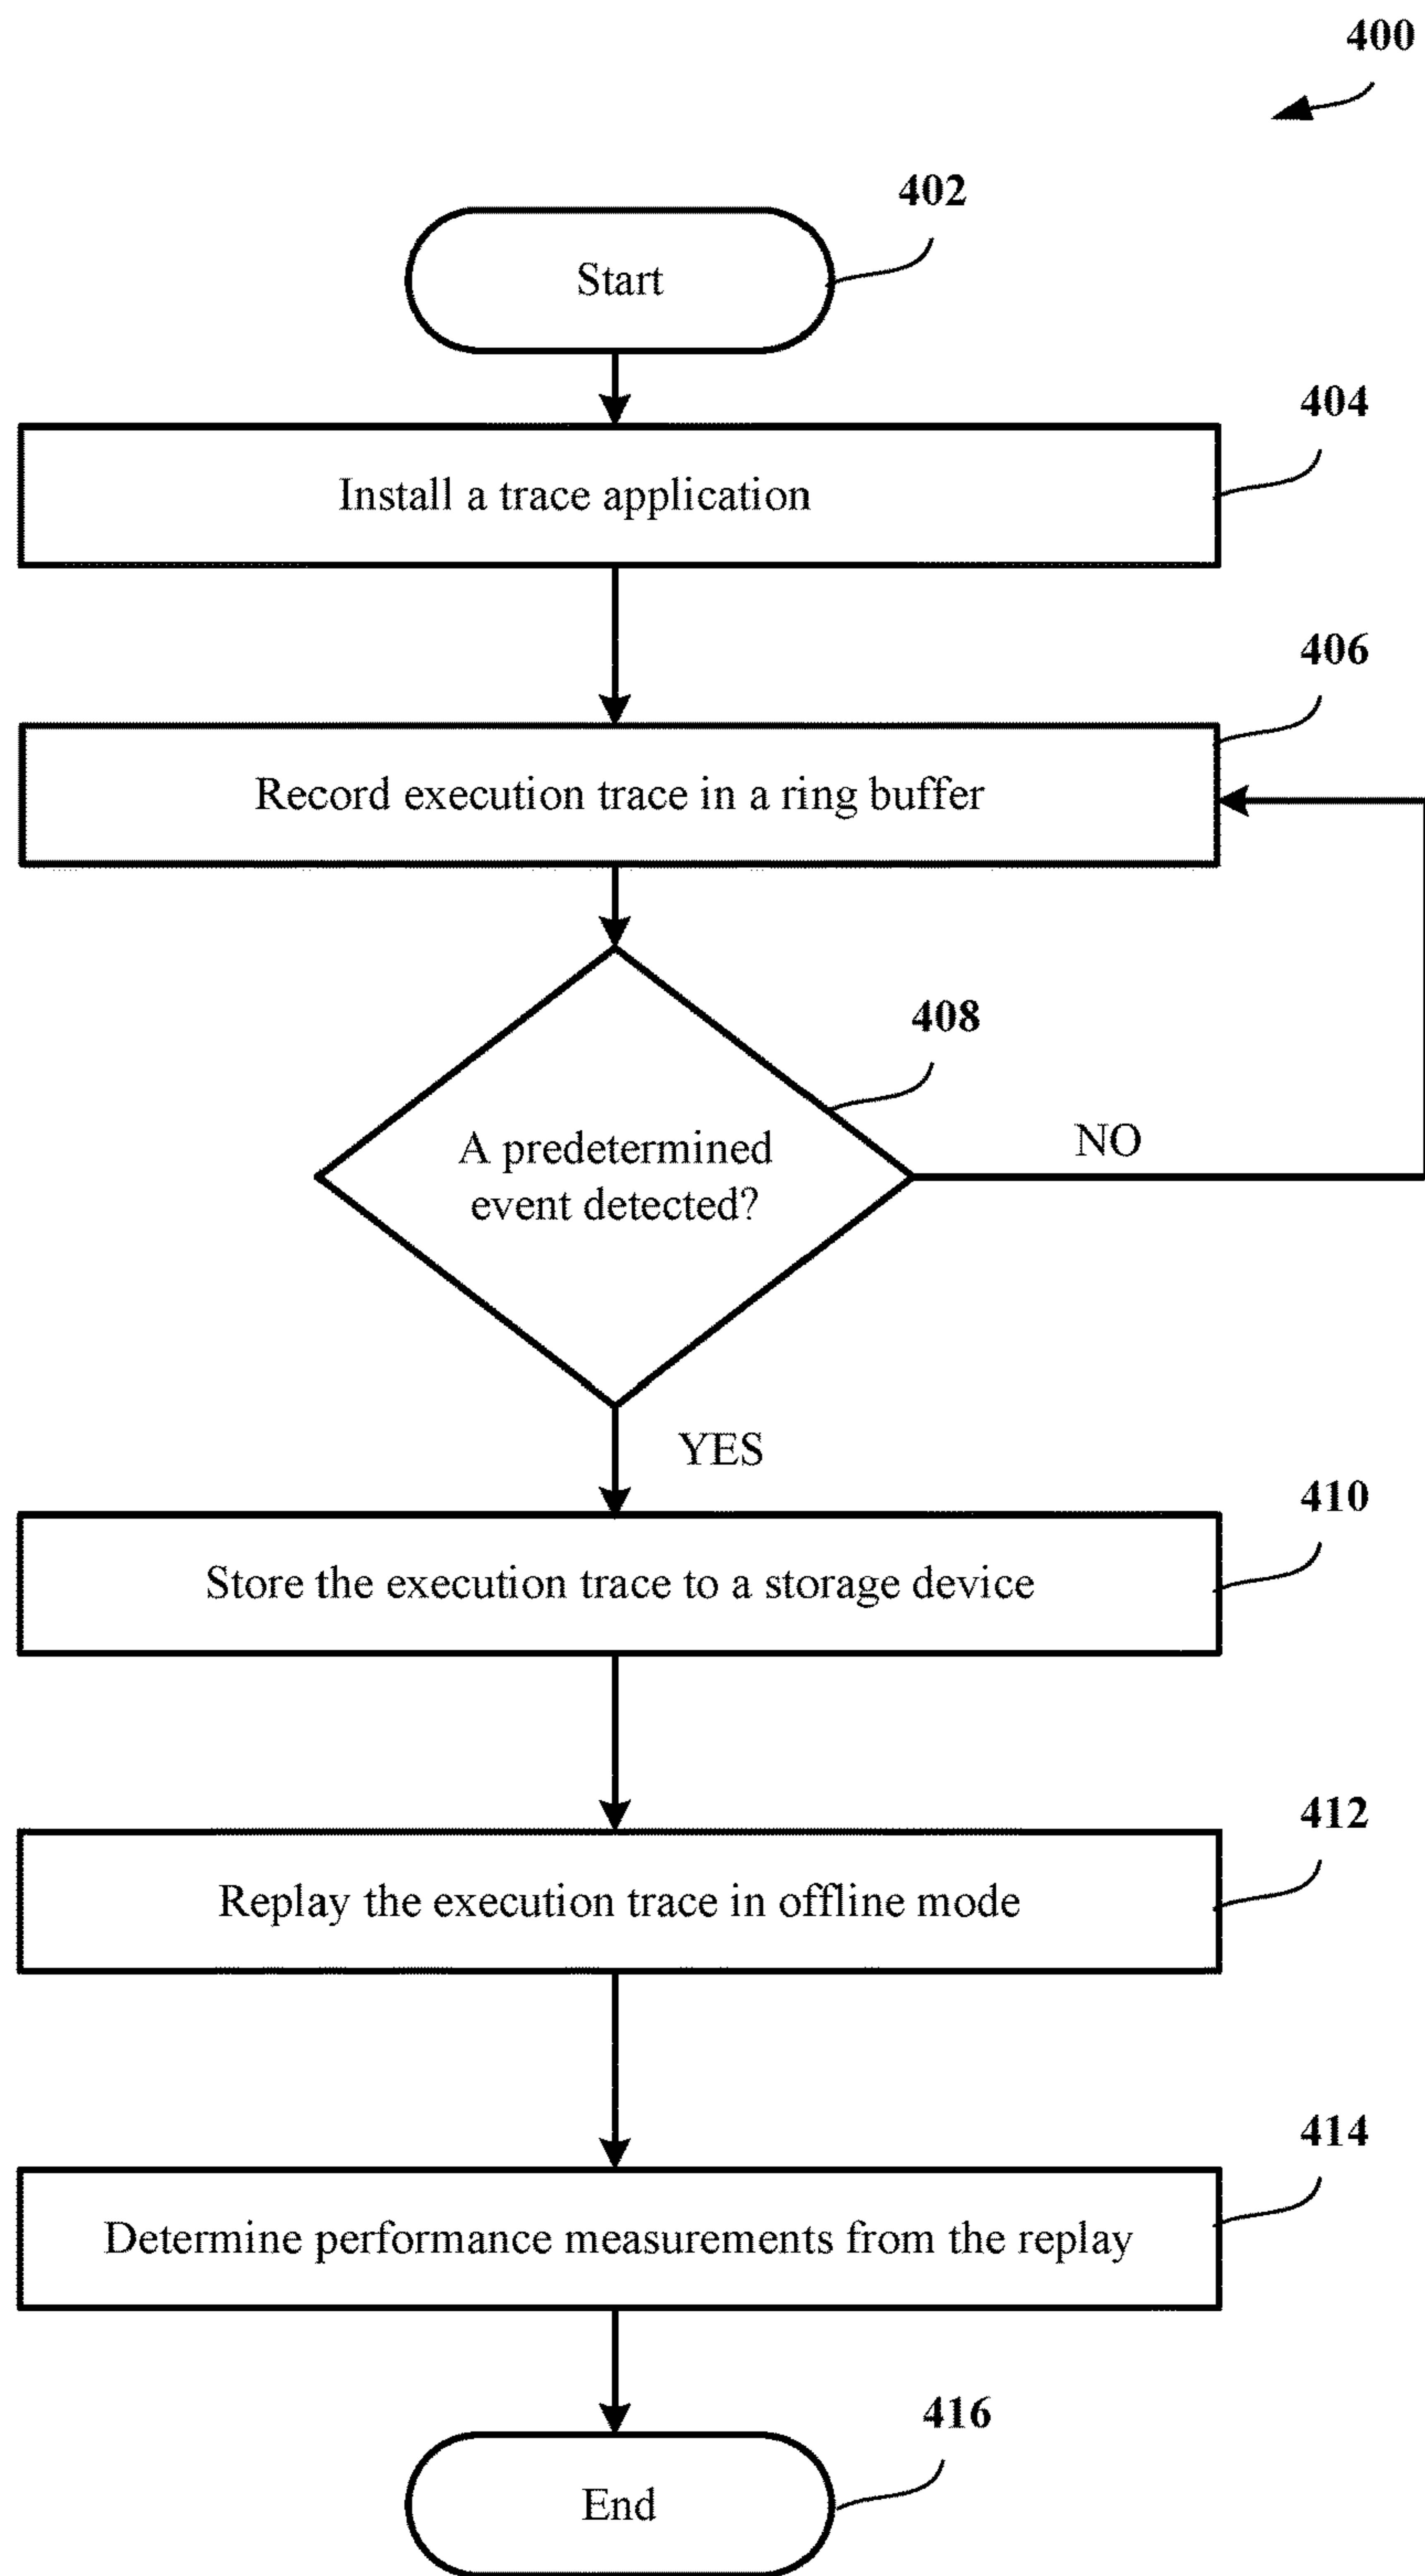 400
402
Start
404
Install a trace application
406
Record execution trace in a ring buffer
408
A predetermined
event detected?
NO
YES
410
Store the execution trace to a storage device
412
Replay the execution trace in offline mode
414
Determine performance measurements from the replay
416
End